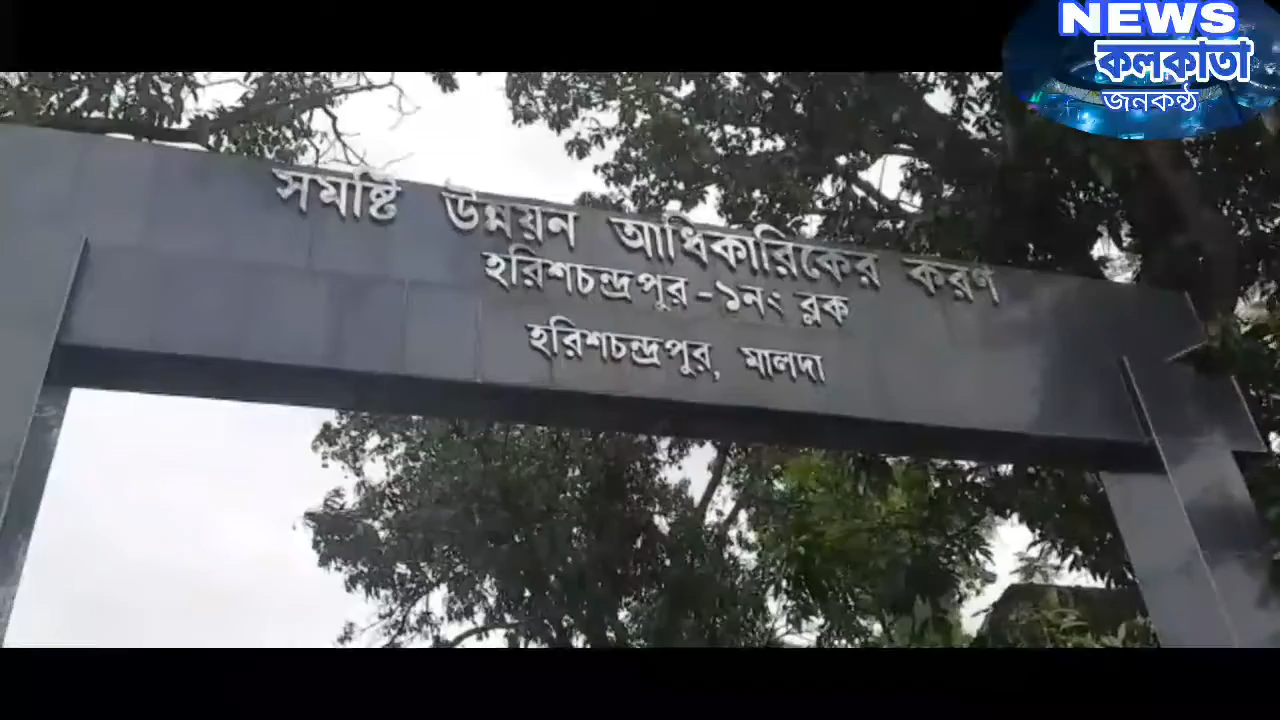 NEWS
কলকাতা
জনকন্ঠ
সমষ্টি উন্নয়ন আধিকারিকের করণ
হরিশচন্দ্রপুর-১নং ব্লক
হরিশচন্দ্রপুর, মালদা